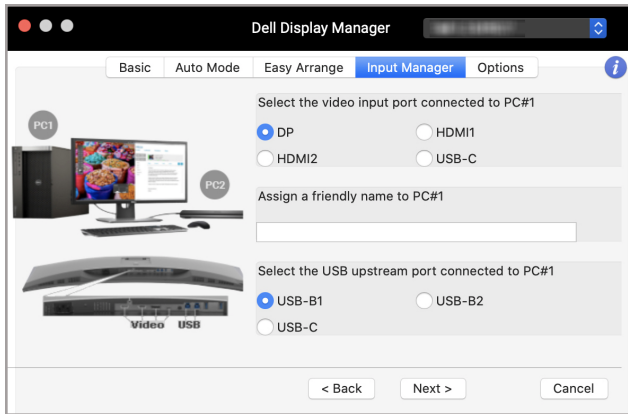 Dell Display Manager
Basic Auto Mode Easy Arrange Input Manager Options i
Select the video input port connected to PC#1
PC1
DP HDMI1
HDMI2 USB-C
PC2
Assign a friendly name to PC#1
Select the USB upstream port connected to PC#1
USB-B1 USB-B2
Video USB
USB-C
< Back Next > Cancel